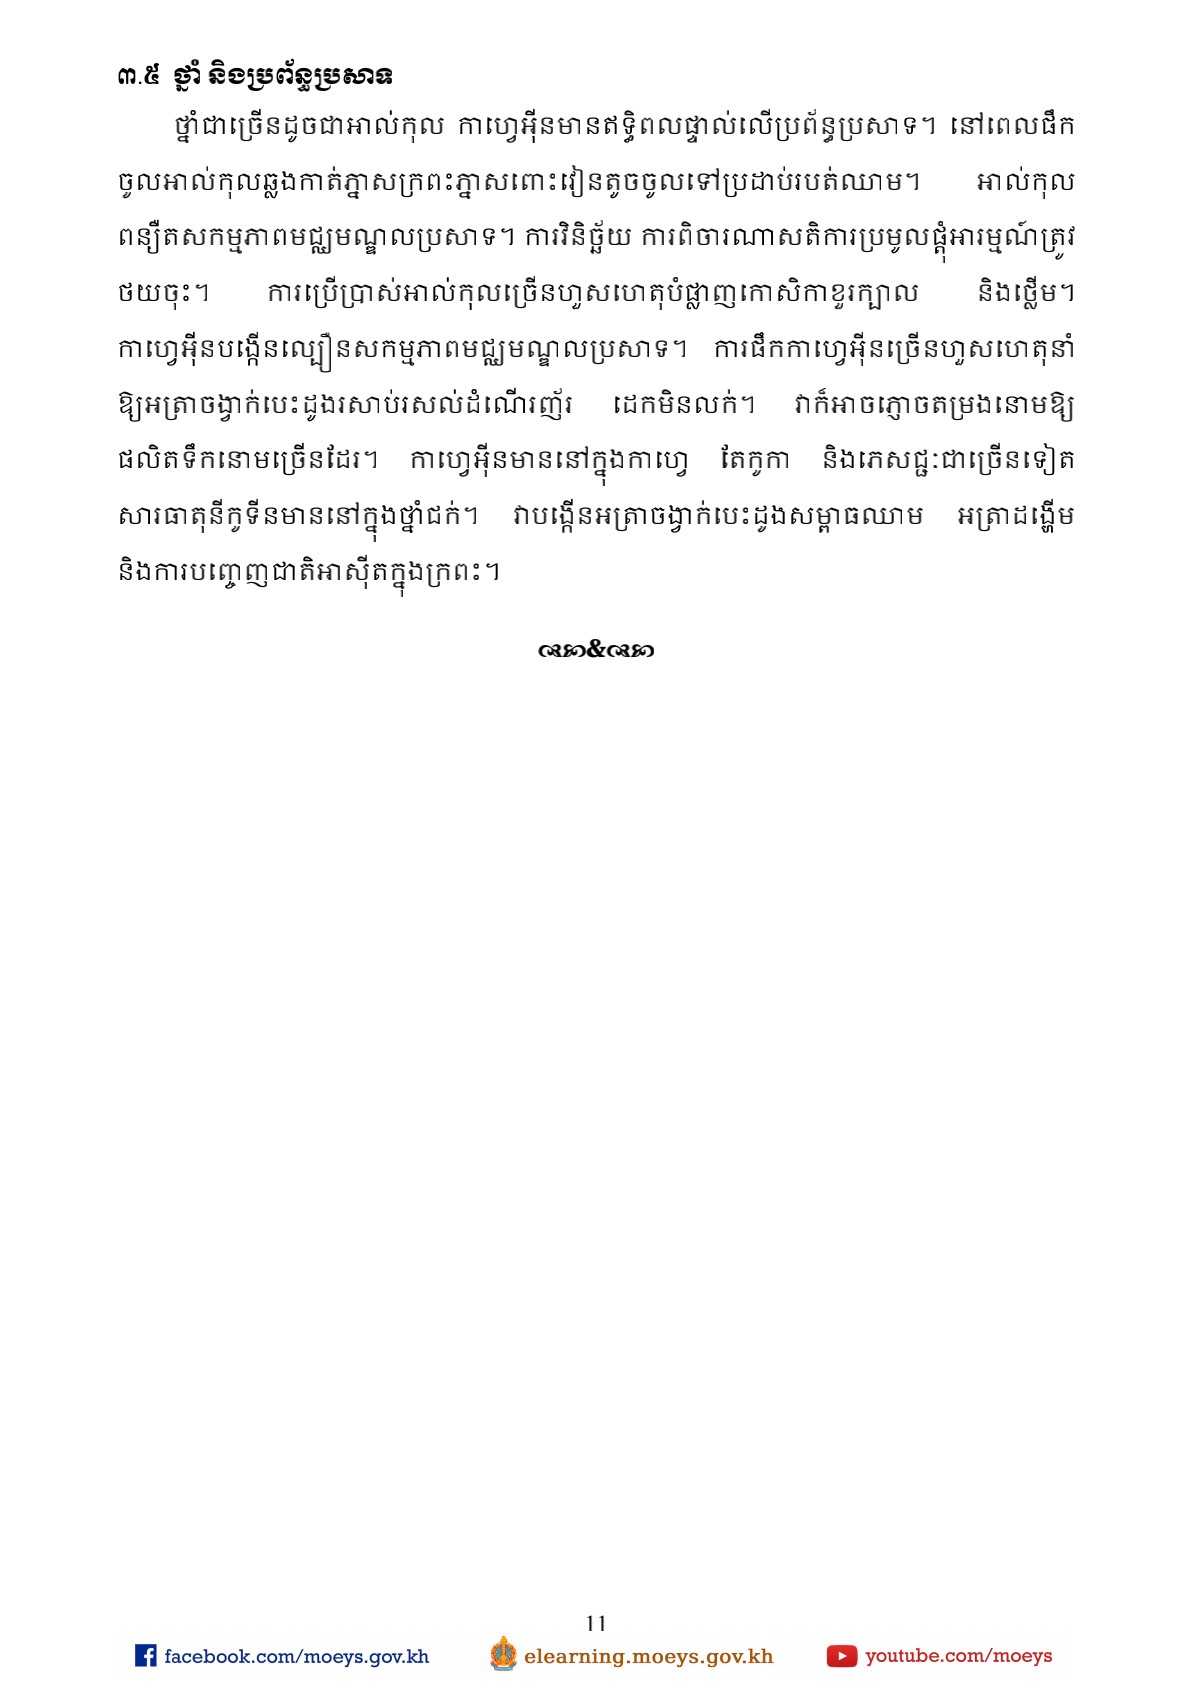 ៣.៥ ថ្នាំ និងប្រព័ន្ធប្រសាទ
ថ្នាំជាច្រើនដូចជាអាល់កុល កាហ្វេអ៊ីនមានឥទ្ធិពលផ្ទាល់លើប្រព័ន្ធប្រសាទ។ នៅពេលផឹក
ចូលអាល់កុលឆ្លងកាត់ភ្នាសក្រពះភ្នាសពោះវៀនតូចចូលទៅប្រដាប់របត់ឈាម។ អាល់កុល
ពន្យឺតសកម្មភាពមជ្ឈមណ្ឌលប្រសាទ។ ការវិនិច្ឆ័យ ការពិចារណាសតិការប្រមូលផ្តុំអារម្មណ៍ត្រូវ
ថយចុះ។ ការប្រើប្រាស់អាល់កុលច្រើនហួសហេតុបំផ្លាញកោសិកាខួរក្បាល និងថ្លើម។
កាហ្វេអ៊ីនបង្កើនល្បឿនសកម្មភាពមជ្ឈមណ្ឌលប្រសាទ។ ការផឹកកាហ្វេអ៊ីនច្រើនហួសហេតុនាំ
ឱ្យអត្រាចង្វាក់បេះដូងរសាប់រសល់ដំណើរញ័រ ដេកមិនលក់។ វាក៏អាចភ្ញោចតម្រងនោមឱ្យ
ផលិតទឹកនោមច្រើនដែរ។ កាហ្វេអ៊ីនមាននៅក្នុងកាហ្វេ តែកូកា និងភេសជ្ជៈជាច្រើនទៀត
សារធាតុនីកូទីនមាននៅក្នុងថ្នាំជក់។ វាបង្កើនអត្រាចង្វាក់បេះដូងសម្ពាធឈាម អត្រាដង្ហើម
និងការបញ្ចេញជាតិអាស៊ីតក្នុងក្រពះ។
11
facebook.com/moeys.gov.kh elearning.moeys.gov.kh youtube.com/moeys